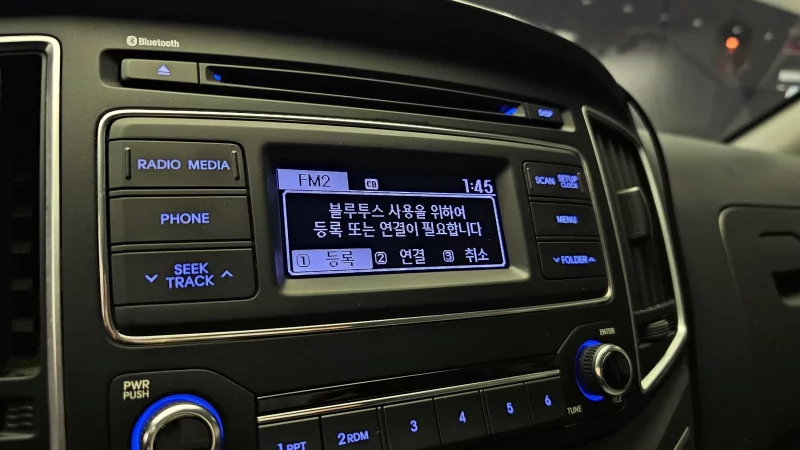 Bluetooth
DISP
RADIO MEDIA
PHONE
SEEK
TRACK
FM2 CD 1:45
블루투스 사용을 위하여
등록 또는 연결이 필요합니다
① 등록 ② 연결 ③ 취소
SCAN SETUP
CLOCK
MENU
FOLDER
PWR
PUSH
1 RPT 2 RDM 3 4 5 6
ENTER
TUNE
FILE